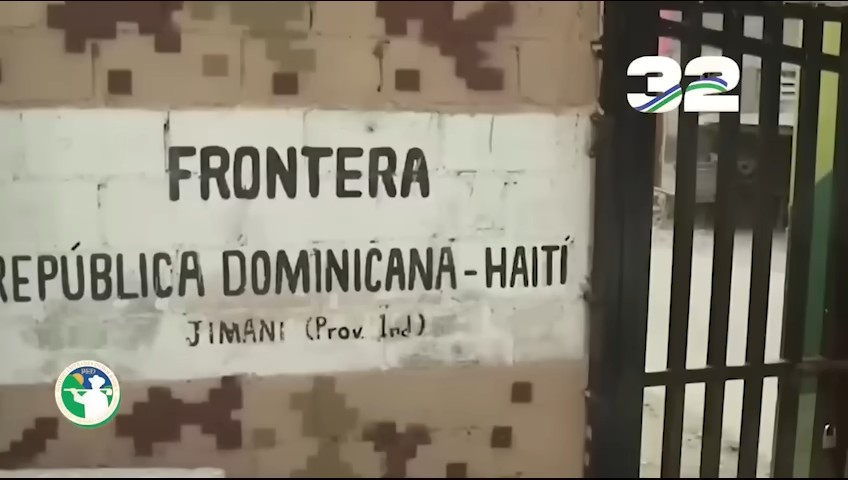 32
FRONTERA
REPÚBLICA DOMINICANA - HAITÍ
JIMANI (Prov. Ind)